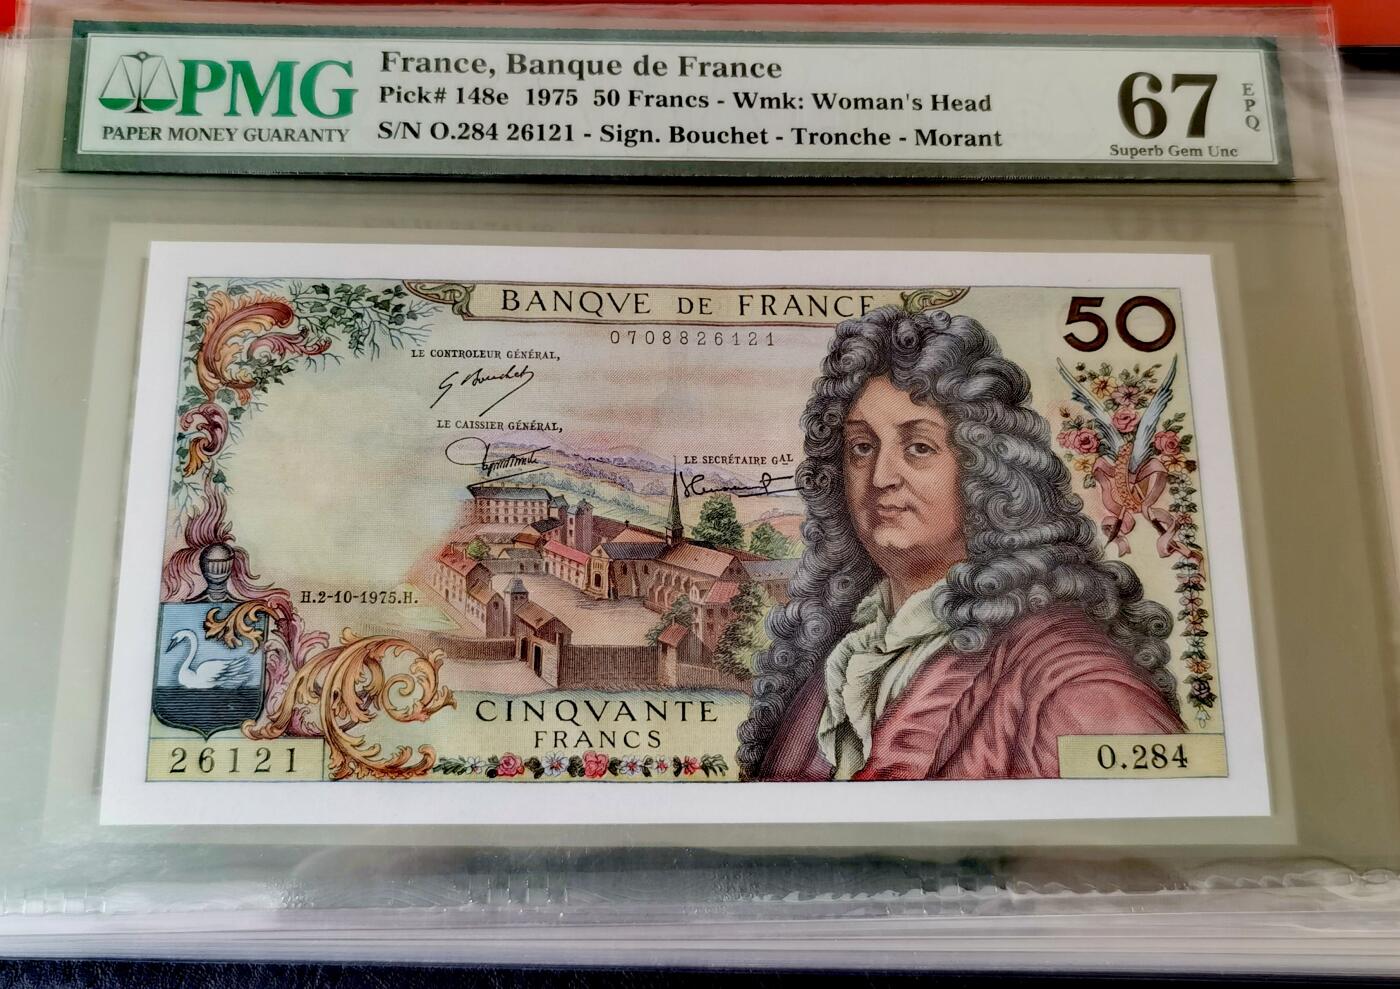 PMG
PAPER MONEY GUARANTY
France, Banque de France
Pick# 148e 1975 50 Francs - Wmk: Woman's Head
S/N O.284 26121 - Sign. Bouchet - Tronche - Morant
67
EPQ
Superb Gem Unc
BANQVE DE FRANCE
50
0708826121
LE CONTROLEUR GÉNÉRAL,
G Bouchet
LE CAISSIER GÉNÉRAL,
LE SECRÉTAIRE GAL
H.2-10-1975.H.
CINQVANTE
FRANCS
26121
O.284